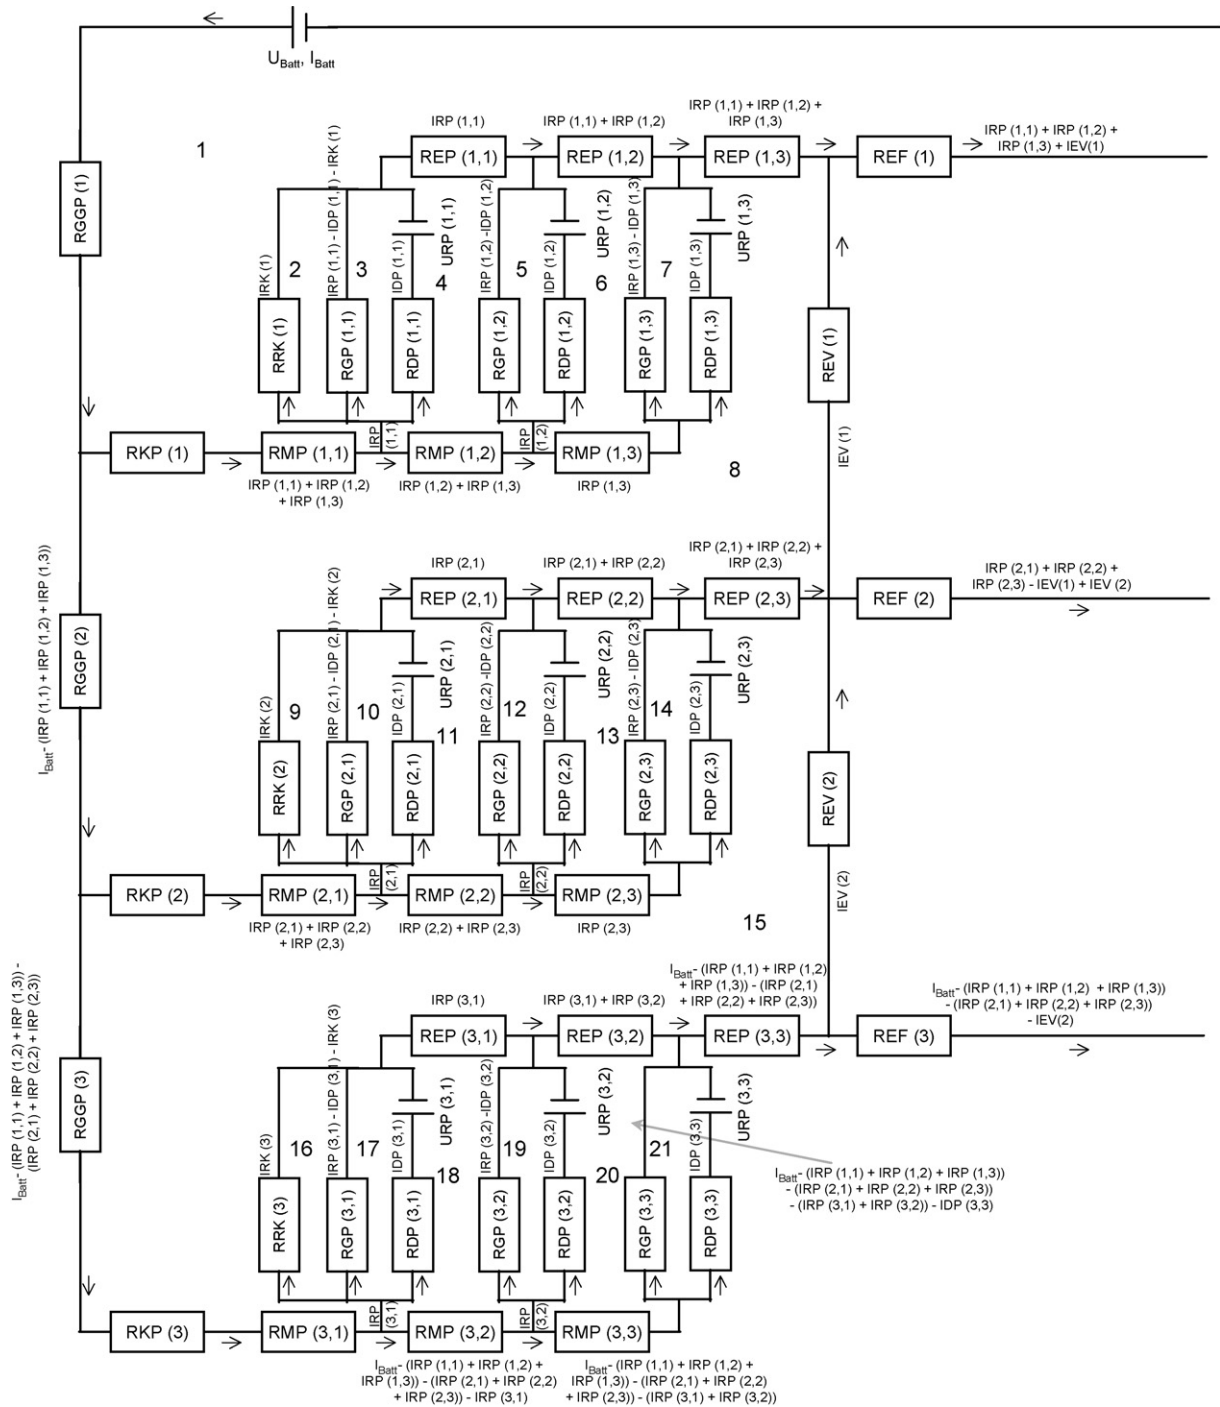 U_Batt, I_Batt
1
RGGP (1)
IRP (1,1)
IRP (1,1) + IRP (1,2)
IRP (1,1) + IRP (1,2) +
IRP (1,3)
REP (1,1)
REP (1,2)
REP (1,3)
REF (1)
IRP (1,1) + IRP (1,2) +
IRP (1,3) + IEV(1)
IRK (1)
2
IRP (1,1) - IDP (1,1) - IRK (1)
3
IDP (1,1)
URP (1,1)
4
IRP (1,2) -IDP (1,2)
5
IDP (1,2)
URP (1,2)
6
IRP (1,3) - IDP (1,3)
7
IDP (1,3)
URP (1,3)
RRK (1)
RGP (1,1)
RDP (1,1)
RGP (1,2)
RDP (1,2)
RGP (1,3)
RDP (1,3)
REV (1)
IEV (1)
8
RKP (1)
RMP (1,1)
IRP
(1,1)
RMP (1,2)
IRP
(1,2)
RMP (1,3)
IRP (1,1) + IRP (1,2)
+ IRP (1,3)
IRP (1,2) + IRP (1,3)
IRP (1,3)
I_Batt- (IRP (1,1) + IRP (1,2) + IRP (1,3))
RGGP (2)
IRP (2,1)
IRP (2,1) + IRP (2,2)
IRP (2,1) + IRP (2,2) +
IRP (2,3)
REP (2,1)
REP (2,2)
REP (2,3)
REF (2)
IRP (2,1) + IRP (2,2) +
IRP (2,3) - IEV(1) + IEV (2)
IRK (2)
9
IRP (2,1) - IDP (2,1) - IRK (2)
10
IDP (2,1)
URP (2,1)
11
IRP (2,2) -IDP (2,2)
12
IDP (2,2)
URP (2,2)
13
IRP (2,3) - IDP (2,3)
14
IDP (2,3)
URP (2,3)
RRK (2)
RGP (2,1)
RDP (2,1)
RGP (2,2)
RDP (2,2)
RGP (2,3)
RDP (2,3)
REV (2)
IEV (2)
15
RKP (2)
RMP (2,1)
IRP
(2,1)
RMP (2,2)
IRP
(2,2)
RMP (2,3)
IRP (2,1) + IRP (2,2)
+ IRP (2,3)
IRP (2,2) + IRP (2,3)
IRP (2,3)
I_Batt- (IRP (1,1) + IRP (1,2) + IRP (1,3)) -
(IRP (2,1) + IRP (2,2) + IRP (2,3))
RGGP (3)
IRP (3,1)
IRP (3,1) + IRP (3,2)
I_Batt- (IRP (1,1) + IRP (1,2)
+ IRP (1,3)) - (IRP (2,1)
+ IRP (2,2) + IRP (2,3))
REP (3,1)
REP (3,2)
REP (3,3)
REF (3)
I_Batt- (IRP (1,1) + IRP (1,2) + IRP (1,3))
-(IRP (2,1) + IRP (2,2) + IRP (2,3))
- IEV(2)
IRK (3)
16
IRP (3,1) - IDP (3,1) - IRK (3)
17
IDP (3,1)
URP (3,1)
18
IRP (3,2) -IDP (3,2)
19
IDP (3,2)
URP (3,2)
20
21
IDP (3,3)
URP (3,3)
I_Batt- (IRP (1,1) + IRP (1,2) + IRP (1,3))
- (IRP (2,1) + IRP (2,2) + IRP (2,3))
- (IRP (3,1) + IRP (3,2)) - IDP (3,3)
RRK (3)
RGP (3,1)
RDP (3,1)
RGP (3,2)
RDP (3,2)
RGP (3,3)
RDP (3,3)
RKP (3)
RMP (3,1)
IRP
(3,1)
RMP (3,2)
IRP
(3,2)
RMP (3,3)
I_Batt- (IRP (1,1) + IRP (1,2) +
IRP (1,3)) - (IRP (2,1) + IRP (2,2)
+ IRP (2,3)) - IRP (3,1)
I_Batt- (IRP (1,1) + IRP (1,2) +
IRP (1,3)) - (IRP (2,1) + IRP (2,2)
+ IRP (2,3)) - (IRP (3,1) + IRP (3,2))